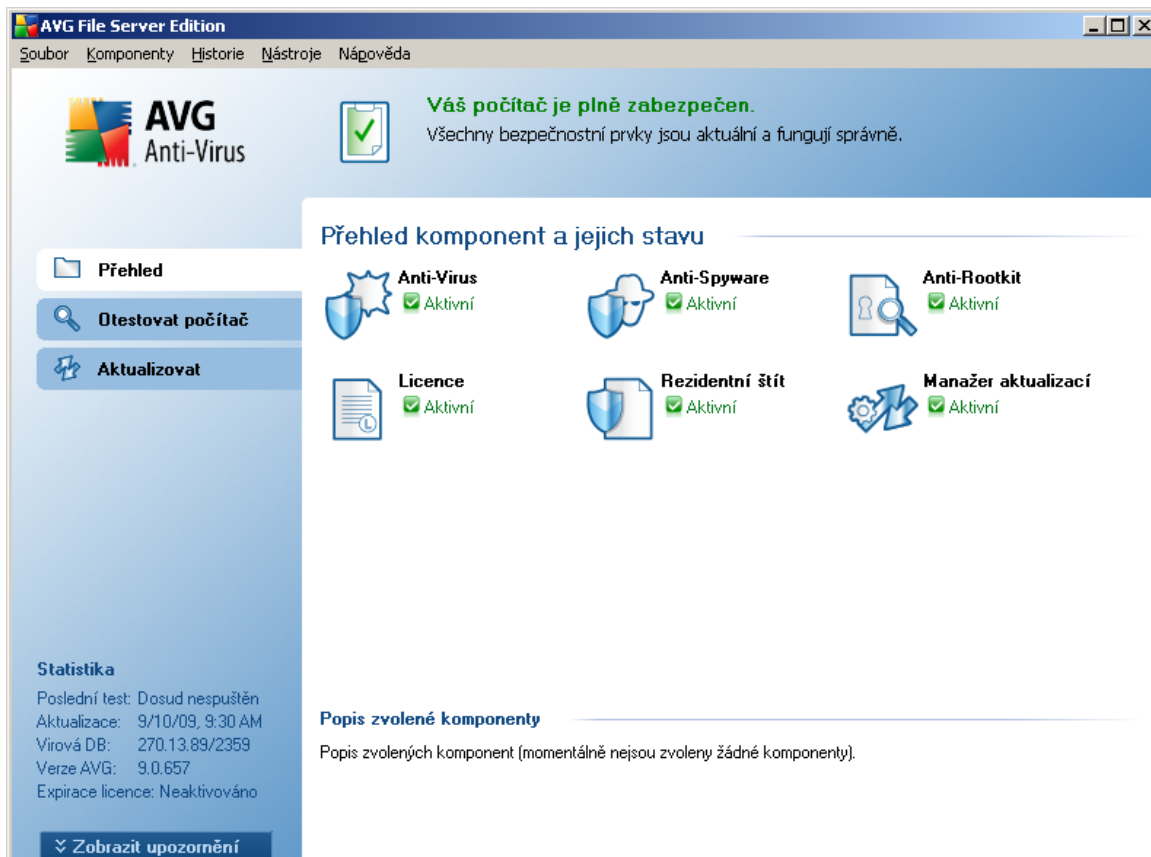 AVG File Server Edition
Soubor Komponenty Historie Nástroje Nápověda
AVG
Anti-Virus
Váš počítač je plně zabezpečen.
Všechny bezpečnostní prvky jsou aktuální a fungují správně.
Přehled
Otestovat počítač
Aktualizovat
Přehled komponent a jejich stavu
Anti-Virus
Aktivní
Anti-Spyware
Aktivní
Anti-Rootkit
Aktivní
Licence
Aktivní
Rezidentní štít
Aktivní
Manažer aktualizací
Aktivní
Statistika
Poslední test: Dosud nespuštěn
Aktualizace: 9/10/09, 9:30 AM
Virová DB: 270.13.89/2359
Verze AVG: 9.0.657
Expirace licence: Neaktivováno
Zobrazit upozornění
Popis zvolené komponenty
Popis zvolených komponent (momentálně nejsou zvoleny žádné komponenty).